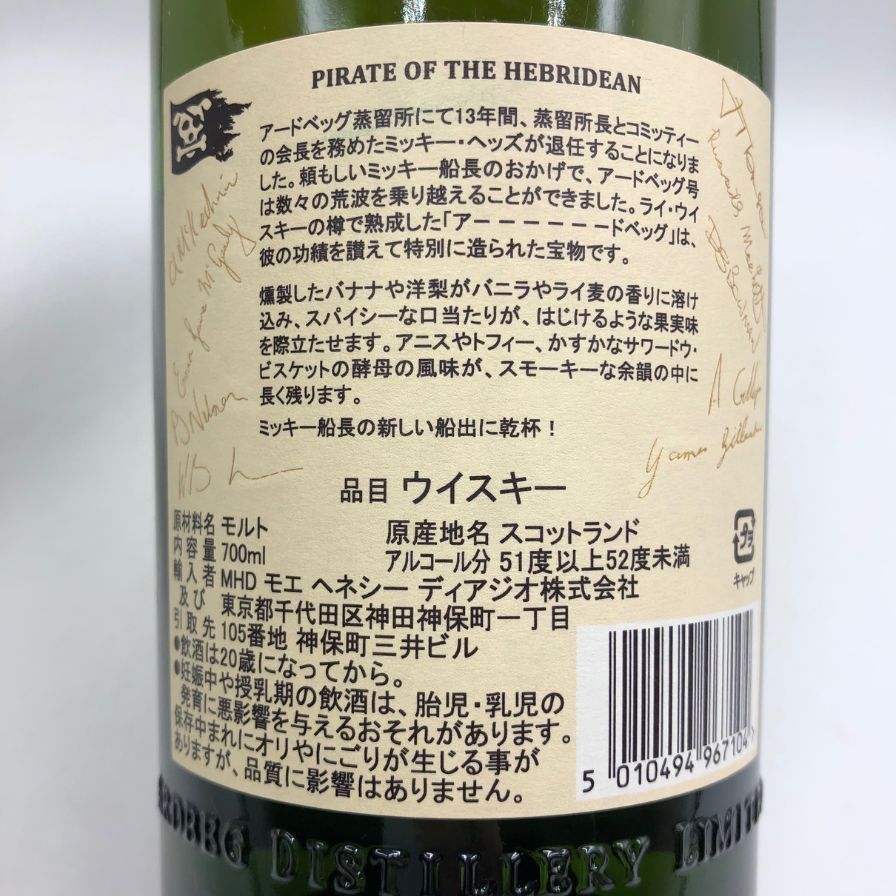 PIRATE OF THE HEBRIDEAN
アードベッグ蒸留所にて13年間、蒸留所長とコミッティー
の会長を務めたミッキー・ヘッズが退任することになりま
した。頼もしいミッキー船長のおかげで、アードベッグ号
は数々の荒波を乗り越えることができました。ライ・ウイ
スキーの樽で熟成した「アー－－－－－ドベッグ」は、
彼の功績を讃えて特別に造られた宝物です。
燻製したバナナや洋梨がバニラやライ麦の香りに溶け
込み、スパイシーな口当たりが、はじけるような果実味
を際立たせます。アニスやトフィー、かすかなサワードウ・
ビスケットの酵母の風味が、スモーキーな余韻の中に
長く残ります。
ミッキー船長の新しい船出に乾杯！
品目 ウイスキー
原材料名 モルト 原産地名 スコットランド
内容量 700ml アルコール分 51度以上52度未満
輸入者 MHD モエ ヘネシー ディアジオ株式会社
及び 東京都千代田区神田神保町一丁目
引取先 105番地 神保町三井ビル
●飲酒は20歳になってから。
●妊娠中や授乳期の飲酒は、胎児・乳児の
発育に悪影響を与えるおそれがあります。
保存中まれにオリやにごりが生じる事が
ありますが、品質に影響はありません。
プラ
キャップ
5 010494 967104
ARDBEG DISTILLERY LIMITE